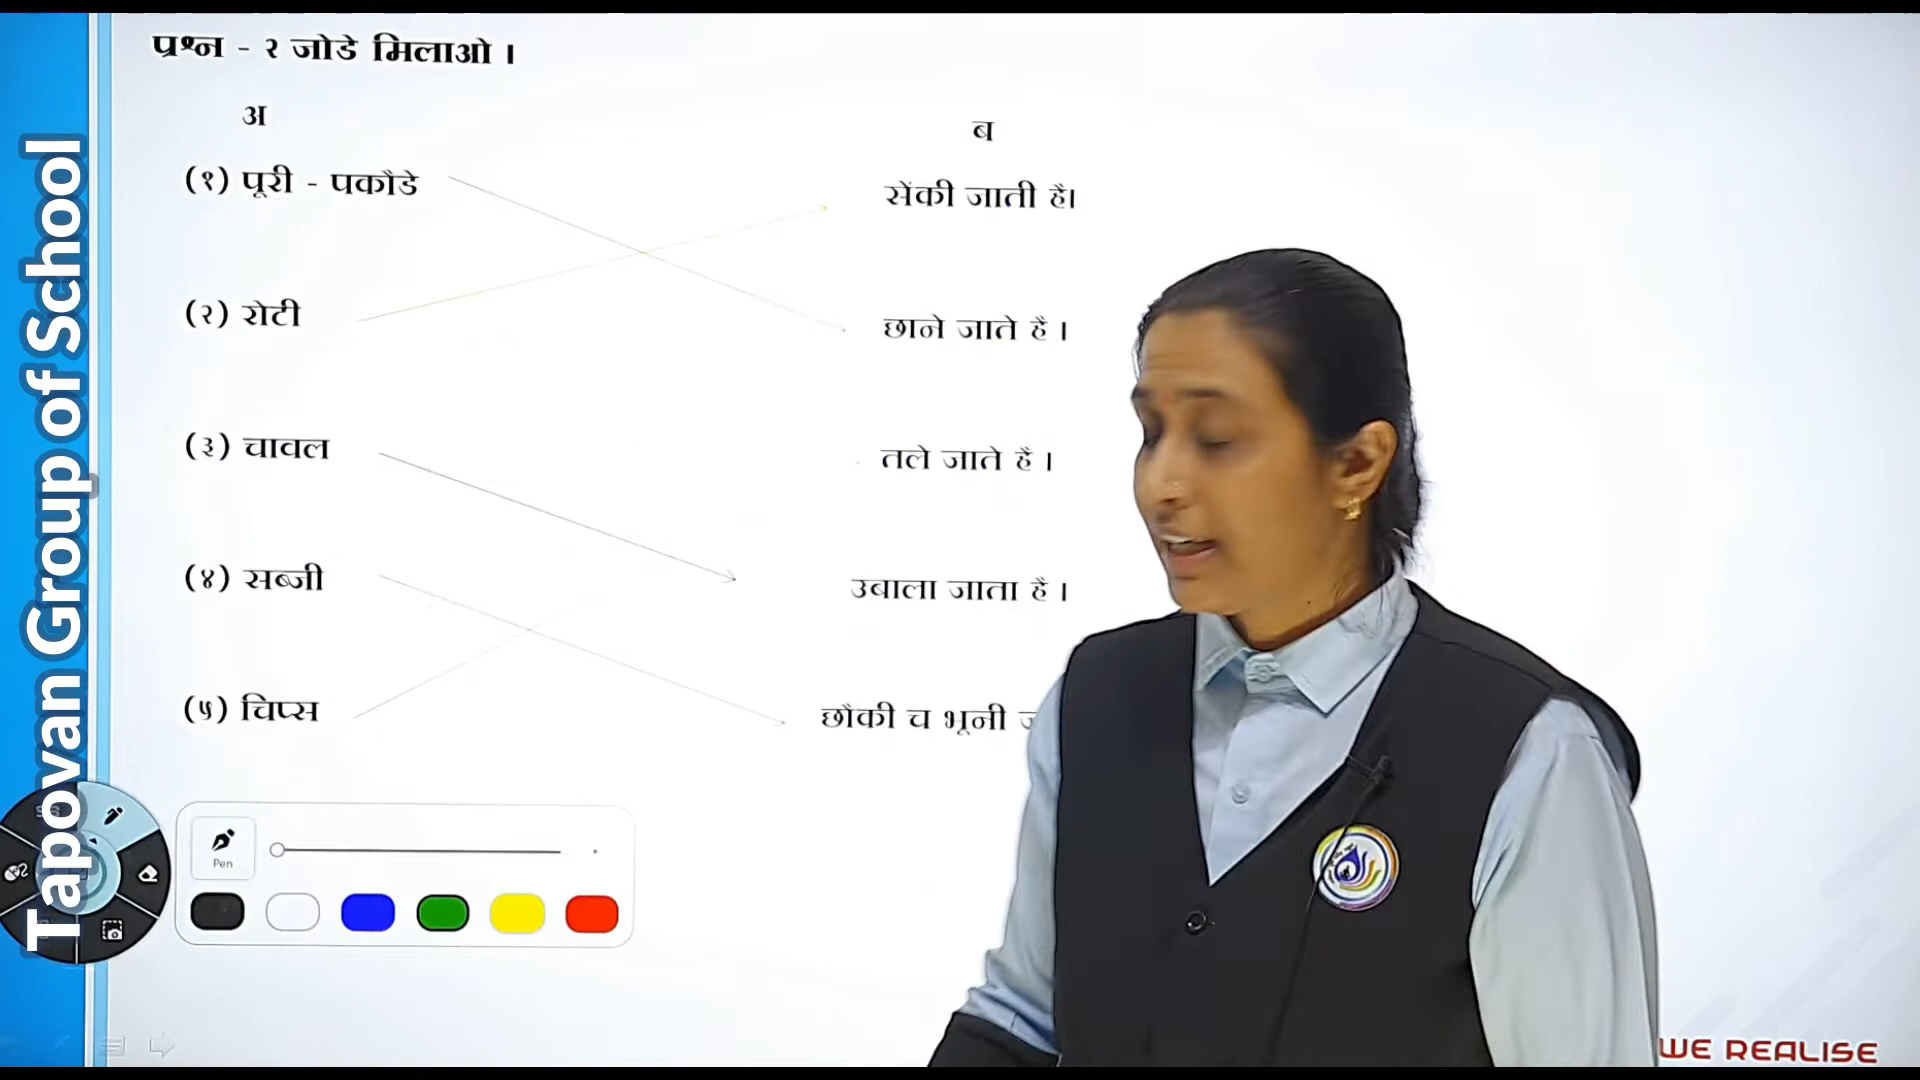 प्रश्न - २ जोडे मिलाओ ।
अ
ब
(१) पूरी - पकौडे
सेंकी जाती है।
(२) रोटी
छाने जाते है ।
(३) चावल
तले जाते है ।
(४) सब्जी
उबाला जाता है ।
(५) चिप्स
छौकी च भूनी
Tapovan Group of School
Pen
WE REALISE